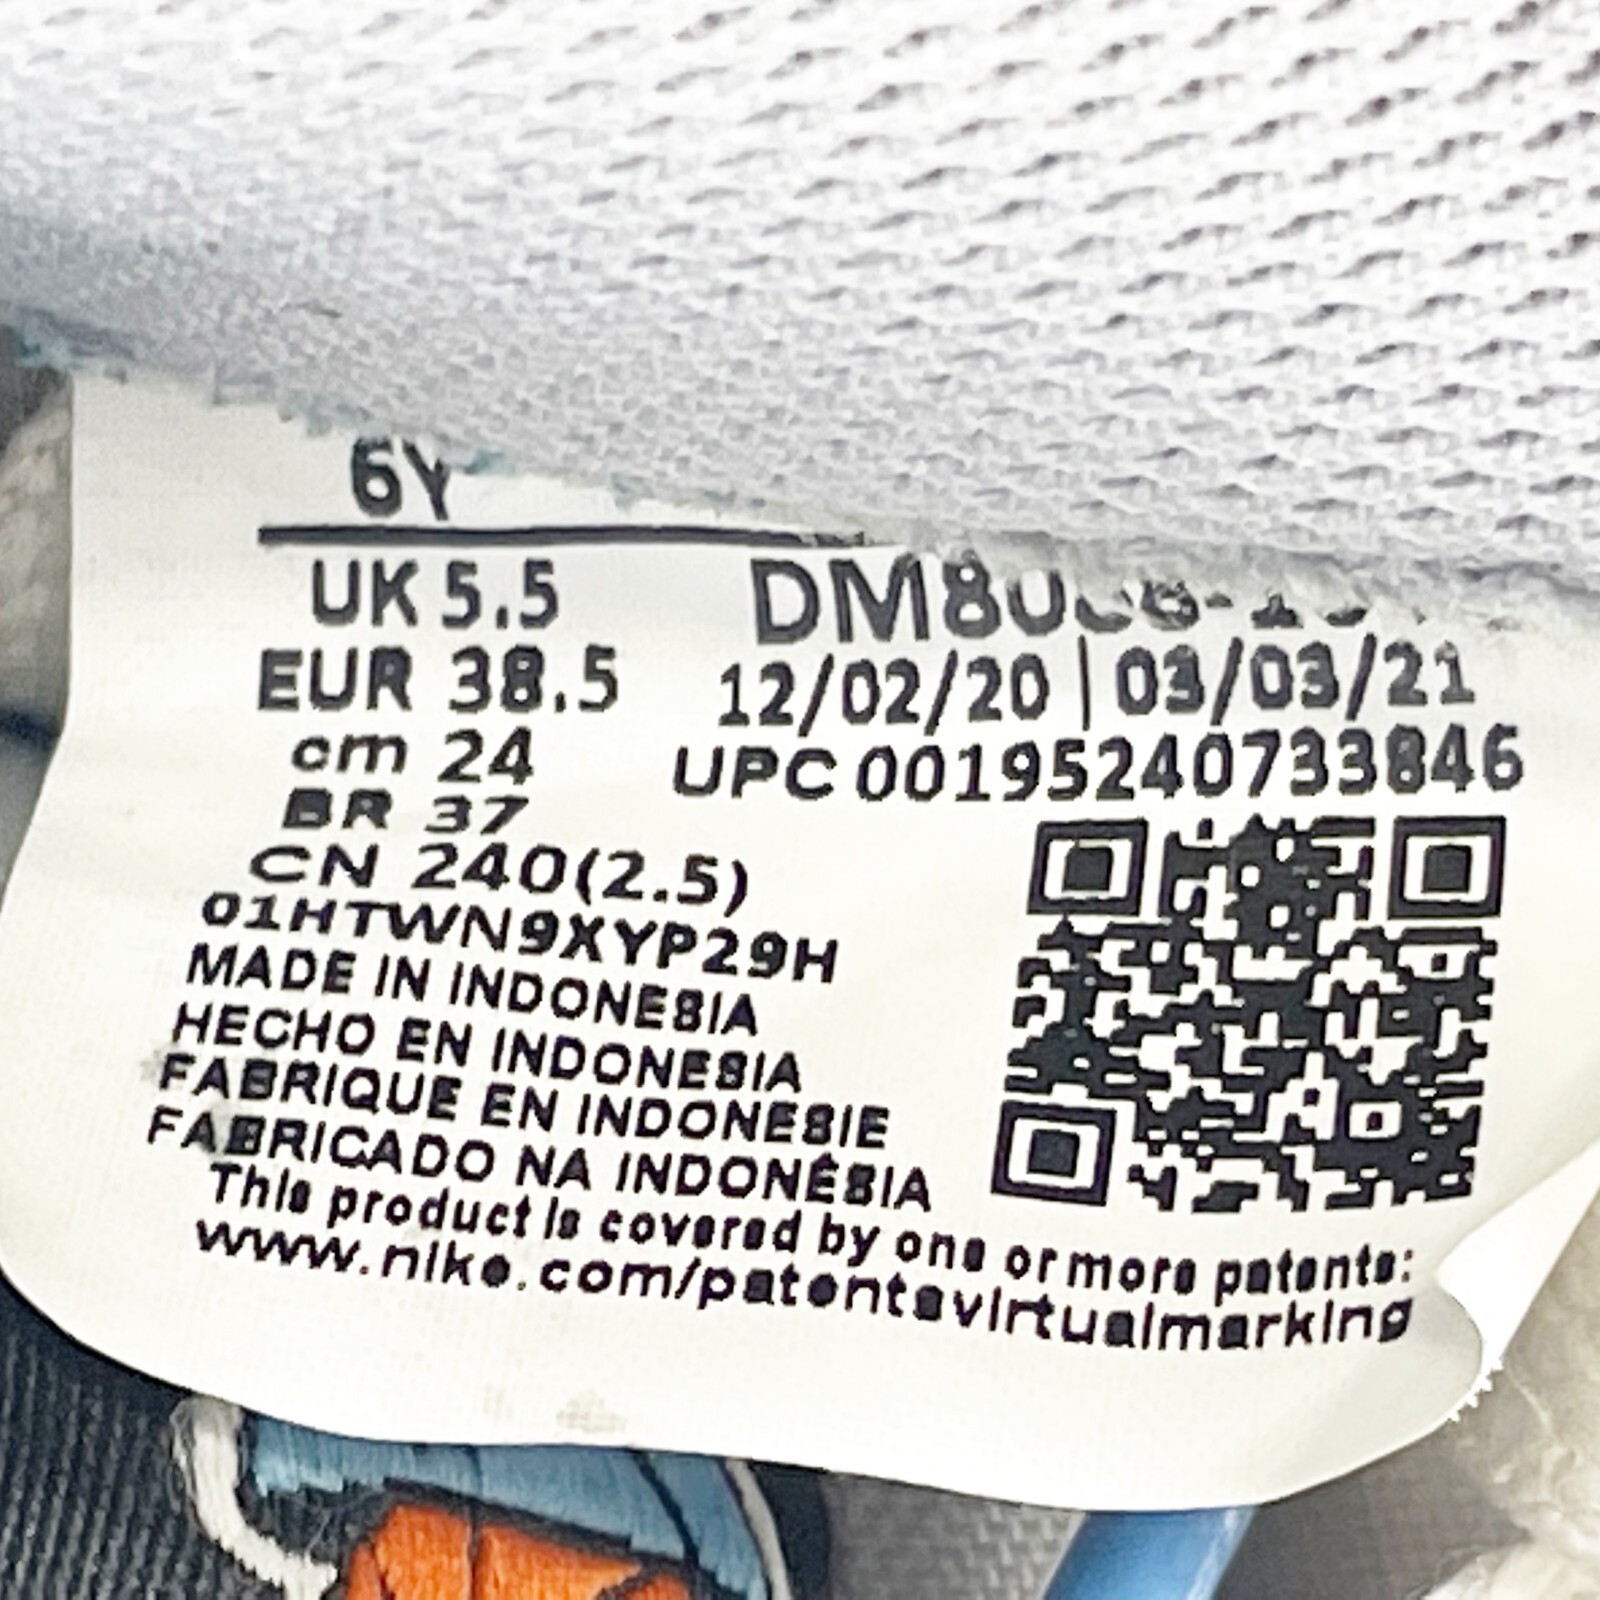 6Y
UK 5.5
EUR 38.5
cm 24
BR 37
CN 240(2.5)
12/02/20 | 03/03/21
UPC 00195240733846
01HTWN9XYP29H
MADE IN INDONESIA
HECHO EN INDONESIA
FABRIQUE EN INDONESIE
FABRICADO NA INDONÉSIA
This product is covered by one or more patents:
www.nike.com/patentsvirtualmarking